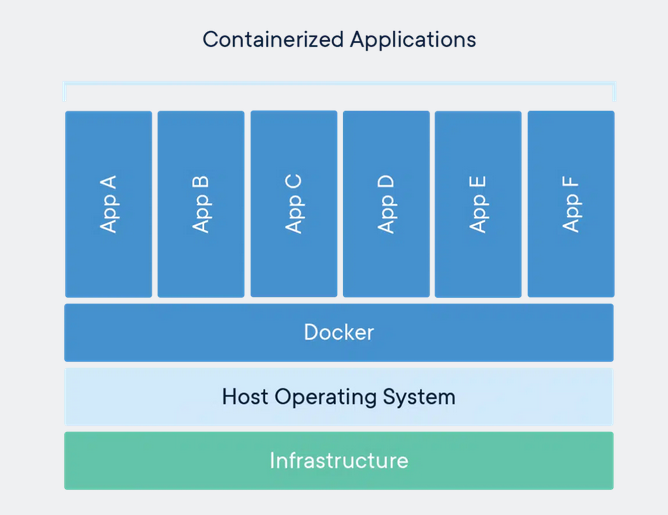 Containerized Applications
App A
App B
App C
App D
App E
App F
Docker
Host Operating System
Infrastructure